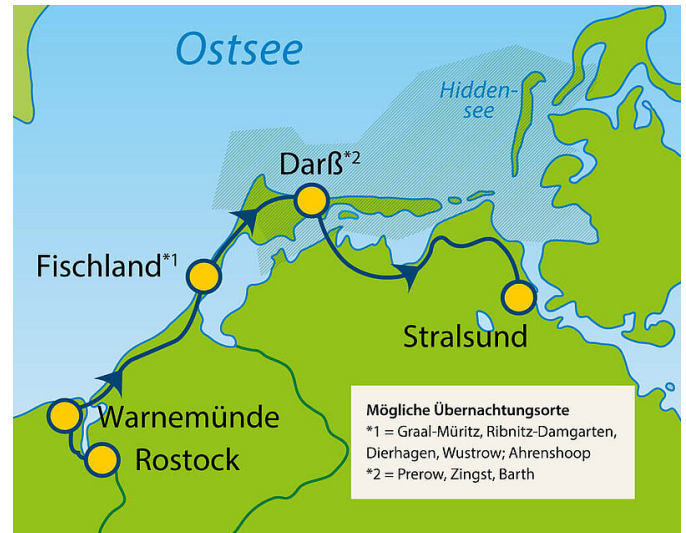 Ostsee
Hidden-
see
Darß*2
Fischland*1
Stralsund
Warnemünde
Rostock
Mögliche Übernachtungsorte
*1 = Graal-Müritz, Ribnitz-Damgarten,
Dierhagen, Wustrow; Ahrenshoop
*2 = Prerow, Zingst, Barth